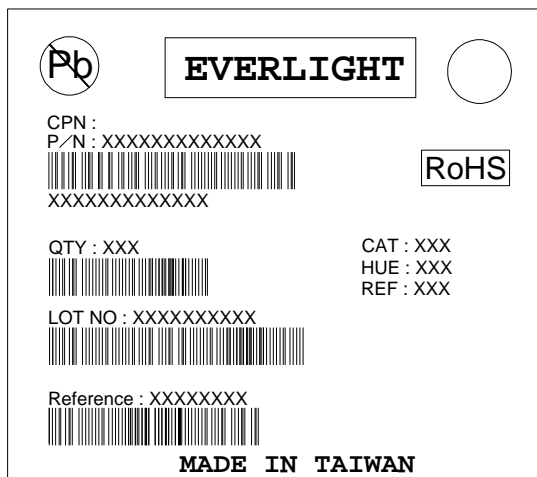 Pb
EVERLIGHT
CPN :
P/N : XXXXXXXXXXXXX
RoHS
XXXXXXXXXXXXX
QTY : XXX
CAT : XXX
HUE : XXX
REF : XXX
LOT NO : XXXXXXXXXX
Reference : XXXXXXXX
MADE IN TAIWAN